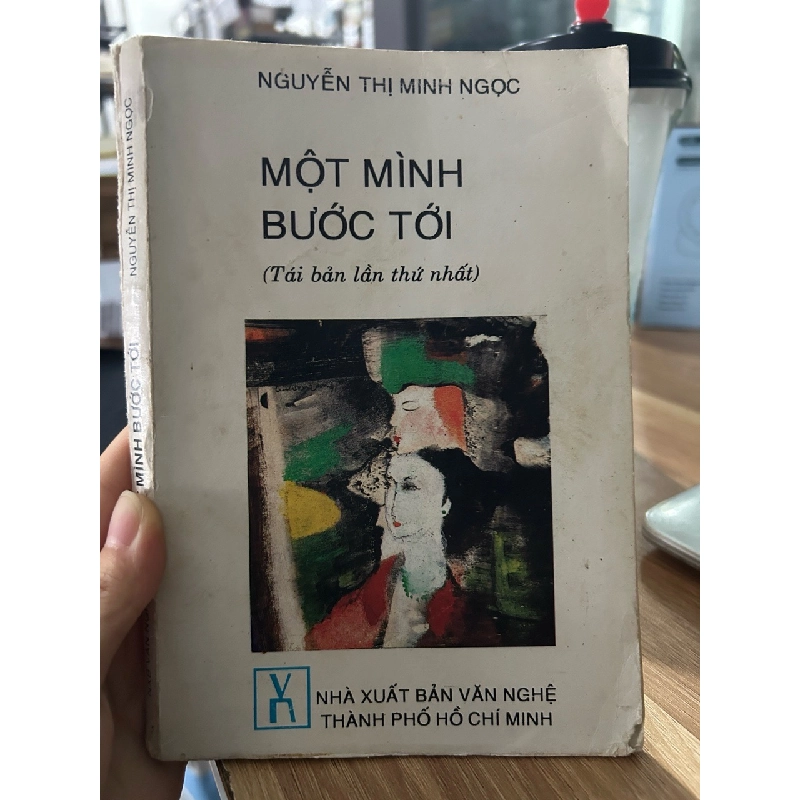 NGUYỄN THỊ MINH NGỌC
MỘT MÌNH
BƯỚC TỚI
(Tái bản lần thứ nhất)
VN
NHÀ XUẤT BẢN VĂN NGHỆ
THÀNH PHỐ HỒ CHÍ MINH
NGUYỄN THỊ MINH NGỌC
MÌNH BƯỚC TỚI